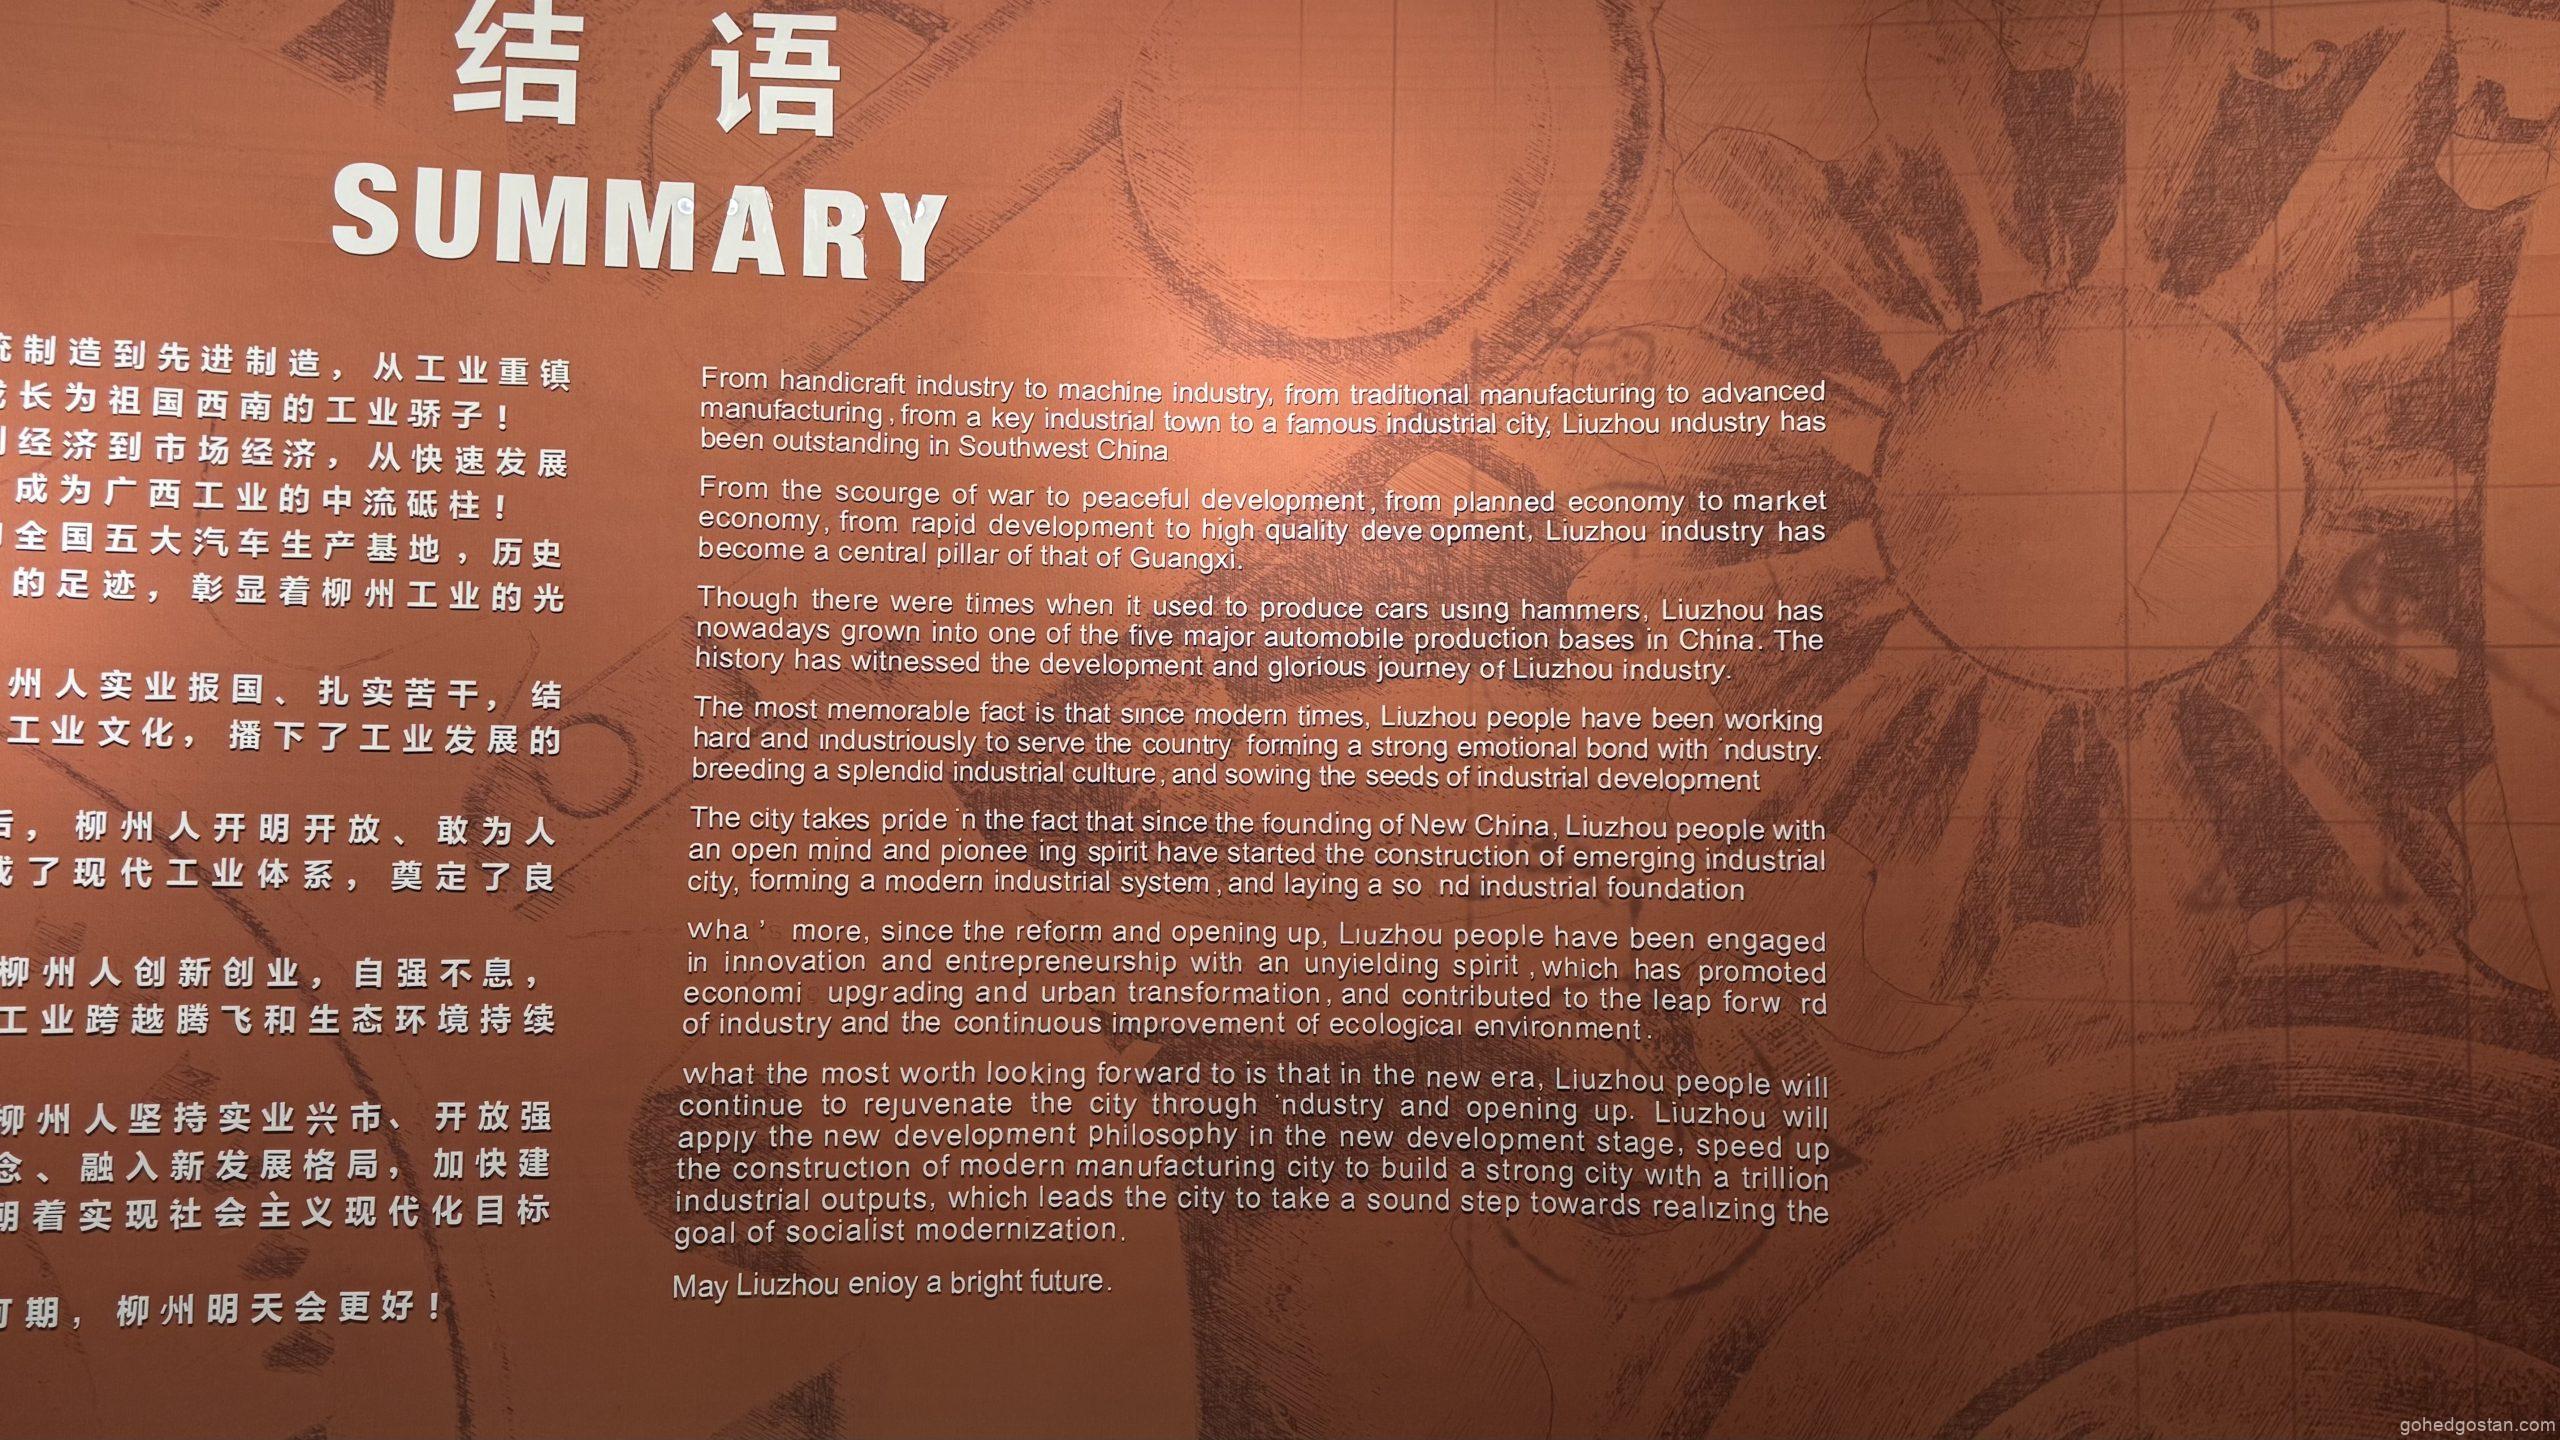 结语
SUMMARY
制造到先进制造，从工业重镇
长为祖国西南的工业骄子！
经济到市场经济，从快速发展
成为广西工业的中流砥柱！
全国五大汽车生产基地，历史
的足迹，彰显着柳州工业的光
州人实业报国、扎实苦干，结
工业文化，播下了工业发展的
后，柳州人开明开放、敢为人
成了现代工业体系，奠定了良
柳州人创新创业，自强不息，
工业跨越腾飞和生态环境持续
柳州人坚持实业兴市、开放强
念、融入新发展格局，加快建
朝着实现社会主义现代化目标
可期，柳州明天会更好！
From handicraft industry to machine industry, from traditional manufacturing to advanced
manufacturing, from a key industrial town to a famous industrial city, Liuzhou industry has
been outstanding in Southwest China
From the scourge of war to peaceful development, from planned economy to market
economy, from rapid development to high quality deve opment, Liuzhou industry has
become a central pillar of that of Guangxi.
Though there were times when it used to produce cars using hammers, Liuzhou has
nowadays grown into one of the five major automobile production bases in China. The
history has witnessed the development and glorious journey of Liuzhou industry.
The most memorable fact is that since modern times, Liuzhou people have been working
hard and industriously to serve the country forming a strong emotional bond with ndustry.
breeding a splendid industrial culture, and sowing the seeds of industrial development
The city takes pride n the fact that since the founding of New China, Liuzhou people with
an open mind and pionee ing spirit have started the construction of emerging industrial
city, forming a modern industrial system, and laying a so nd industrial foundation
wha ' more, since the reform and opening up, Liuzhou people have been engaged
in innovation and entrepreneurship with an unyielding spirit, which has promoted
economi upgrading and urban transformation, and contributed to the leap forw rd
of industry and the continuous improvement of ecological environment.
what the most worth looking forward to is that in the new era, Liuzhou people will
continue to rejuvenate the city through ndustry and opening up. Liuzhou will
apply the new development philosophy in the new development stage, speed up
the construction of modern manufacturing city to build a strong city with a trillion
industrial outputs, which leads the city to take a sound step towards realizing the
goal of socialist modernization.
May Liuzhou enjoy a bright future.
gohedgostan.com